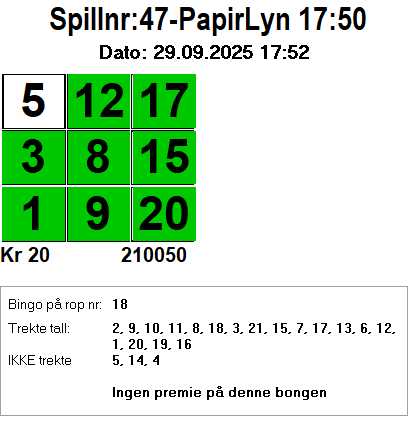 Spillnr:47-PapirLyn 17:50
Dato: 29.09.2025 17:52
5 12 17
3 8 15
1 9 20
Kr 20 210050
Bingo på rop nr: 18
Trekte tall: 2, 9, 10, 11, 8, 18, 3, 21, 15, 7, 17, 13, 6, 12,
1, 20, 19, 16
IKKE trekte 5, 14, 4
Ingen premie på denne bongen